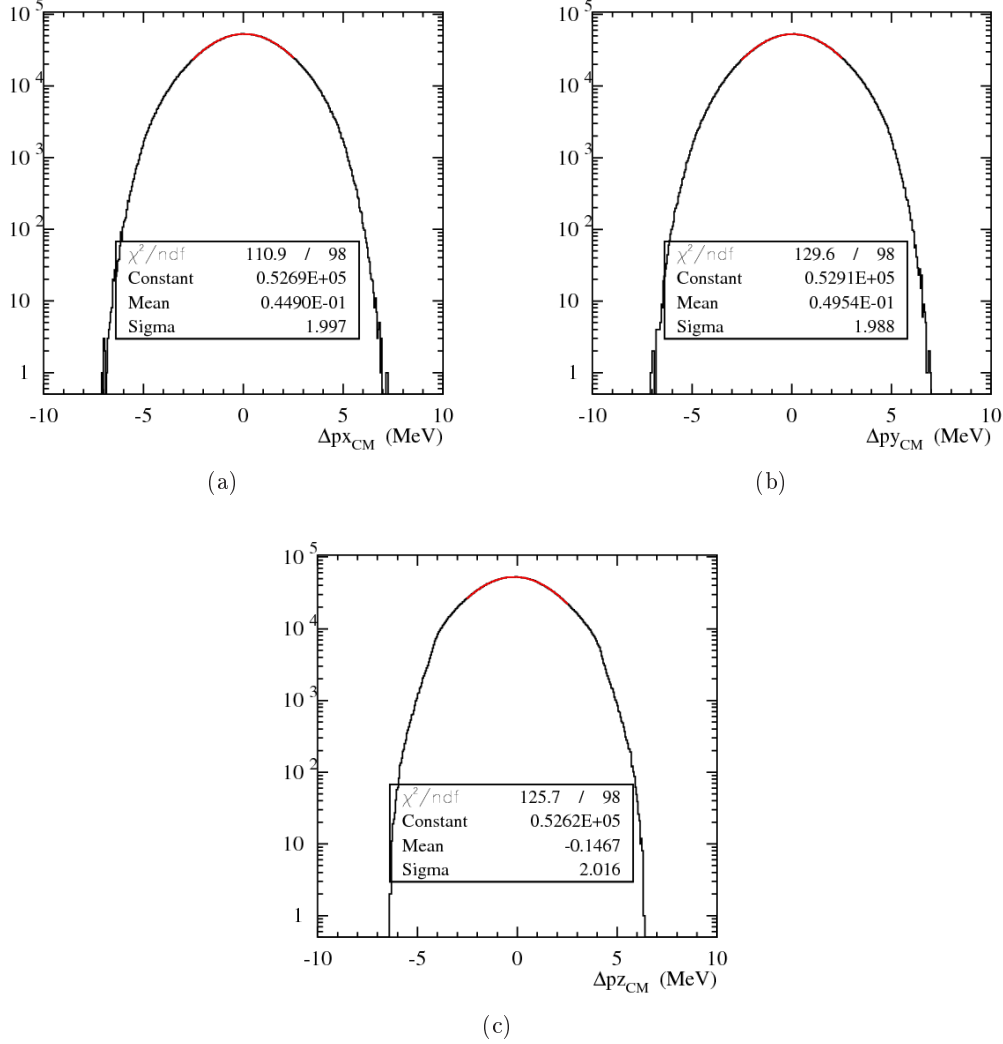 10^5
10^4
10^3
10^2
10
1
χ²/ndf 110.9 / 98
Constant 0.5269E+05
Mean 0.4490E-01
Sigma 1.997
-10 -5 0 5 10
Δpx_CM (MeV)
(a)
10^5
10^4
10^3
10^2
10
1
χ²/ndf 129.6 / 98
Constant 0.5291E+05
Mean 0.4954E-01
Sigma 1.988
-10 -5 0 5 10
Δpy_CM (MeV)
(b)
10^5
10^4
10^3
10^2
10
1
χ²/ndf 125.7 / 98
Constant 0.5262E+05
Mean -0.1467
Sigma 2.016
-10 -5 0 5 10
Δpz_CM (MeV)
(c)